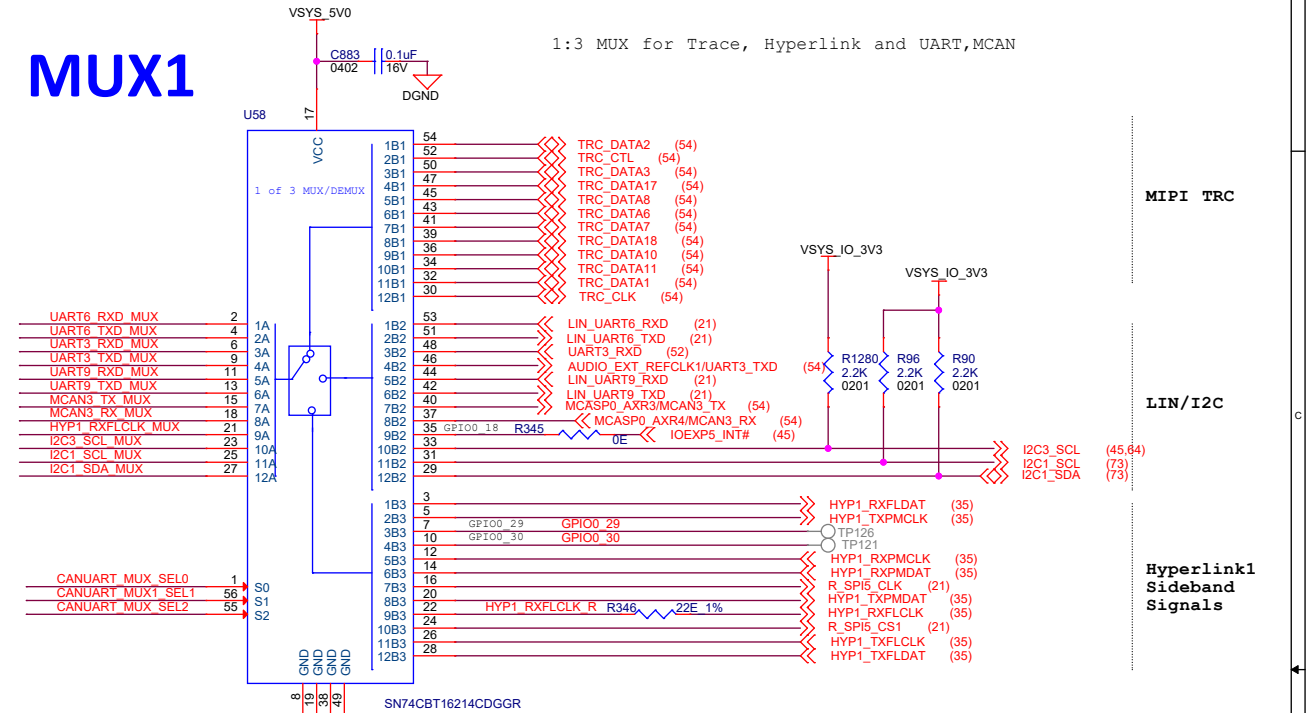 VSYS_5V0
MUX1
C883 0.1uF
0402 16V
DGND
1:3 MUX for Trace, Hyperlink and UART,MCAN
17
U58
VCC
1 of 3 MUX/DEMUX
1B1 54 TRC_DATA2 (54)
2B1 52 TRC_CTL (54)
3B1 50 TRC_DATA3 (54)
4B1 47 TRC_DATA17 (54)
5B1 45 TRC_DATA8 (54)
6B1 43 TRC_DATA6 (54)
7B1 41 TRC_DATA7 (54)
8B1 39 TRC_DATA18 (54)
9B1 36 TRC_DATA10 (54)
10B1 34 TRC_DATA11 (54)
11B1 32 TRC_DATA1 (54)
12B1 30 TRC_CLK (54)
MIPI TRC
VSYS_IO_3V3
VSYS_IO_3V3
UART6_RXD_MUX 2 1A
UART6_TXD_MUX 4 2A
UART3_RXD_MUX 6 3A
UART3_TXD_MUX 9 4A
UART9_RXD_MUX 11 5A
UART9_TXD_MUX 13 6A
MCAN3_TX_MUX 15 7A
MCAN3_RX_MUX 18 8A
HYP1_RXFLCLK_MUX 21 9A
I2C3_SCL_MUX 23 10A
I2C1_SCL_MUX 25 11A
I2C1_SDA_MUX 27 12A
1B2 53 LIN_UART6_RXD (21)
2B2 51 LIN_UART6_TXD (21)
3B2 48 UART3_RXD (52)
4B2 46 AUDIO_EXT_REFCLK1/UART3_TXD (54)
5B2 44 LIN_UART9_RXD (21)
6B2 42 LIN_UART9_TXD (21)
7B2 40 MCASP0_AXR3/MCAN3_TX (54)
8B2 37 MCASP0_AXR4/MCAN3_RX (54)
9B2 35 GPIO0_18 R345 0E IOEXP5_INT# (45)
10B2 33 I2C3_SCL (45,64)
11B2 31 I2C1_SCL (73)
12B2 29 I2C1_SDA (73)
R1280 R96 R90
2.2K 2.2K 2.2K
0201 0201 0201
LIN/I2C
C
1B3 3 HYP1_RXFLDAT (35)
2B3 5 HYP1_TXPMCLK (35)
3B3 7 GPIO0_29 GPIO0_29 TP126
4B3 10 GPIO0_30 GPIO0_30 TP121
5B3 12 HYP1_RXPMCLK (35)
6B3 14 HYP1_RXPMDAT (35)
7B3 16 R_SPI5_CLK (21)
8B3 20 HYP1_TXPMDAT (35)
9B3 22 HYP1_RXFLCLK_R R346 22E_1% HYP1_RXFLCLK (35)
10B3 24 R_SPI5_CS1 (21)
11B3 26 HYP1_TXFLCLK (35)
12B3 28 HYP1_TXFLDAT (35)
Hyperlink1
Sideband
Signals
CANUART_MUX_SEL0 1 S0
CANUART_MUX1_SEL1 56 S1
CANUART_MUX_SEL2 55 S2
GND GND GND GND
8 19 38 49
SN74CBT16214CDGGR